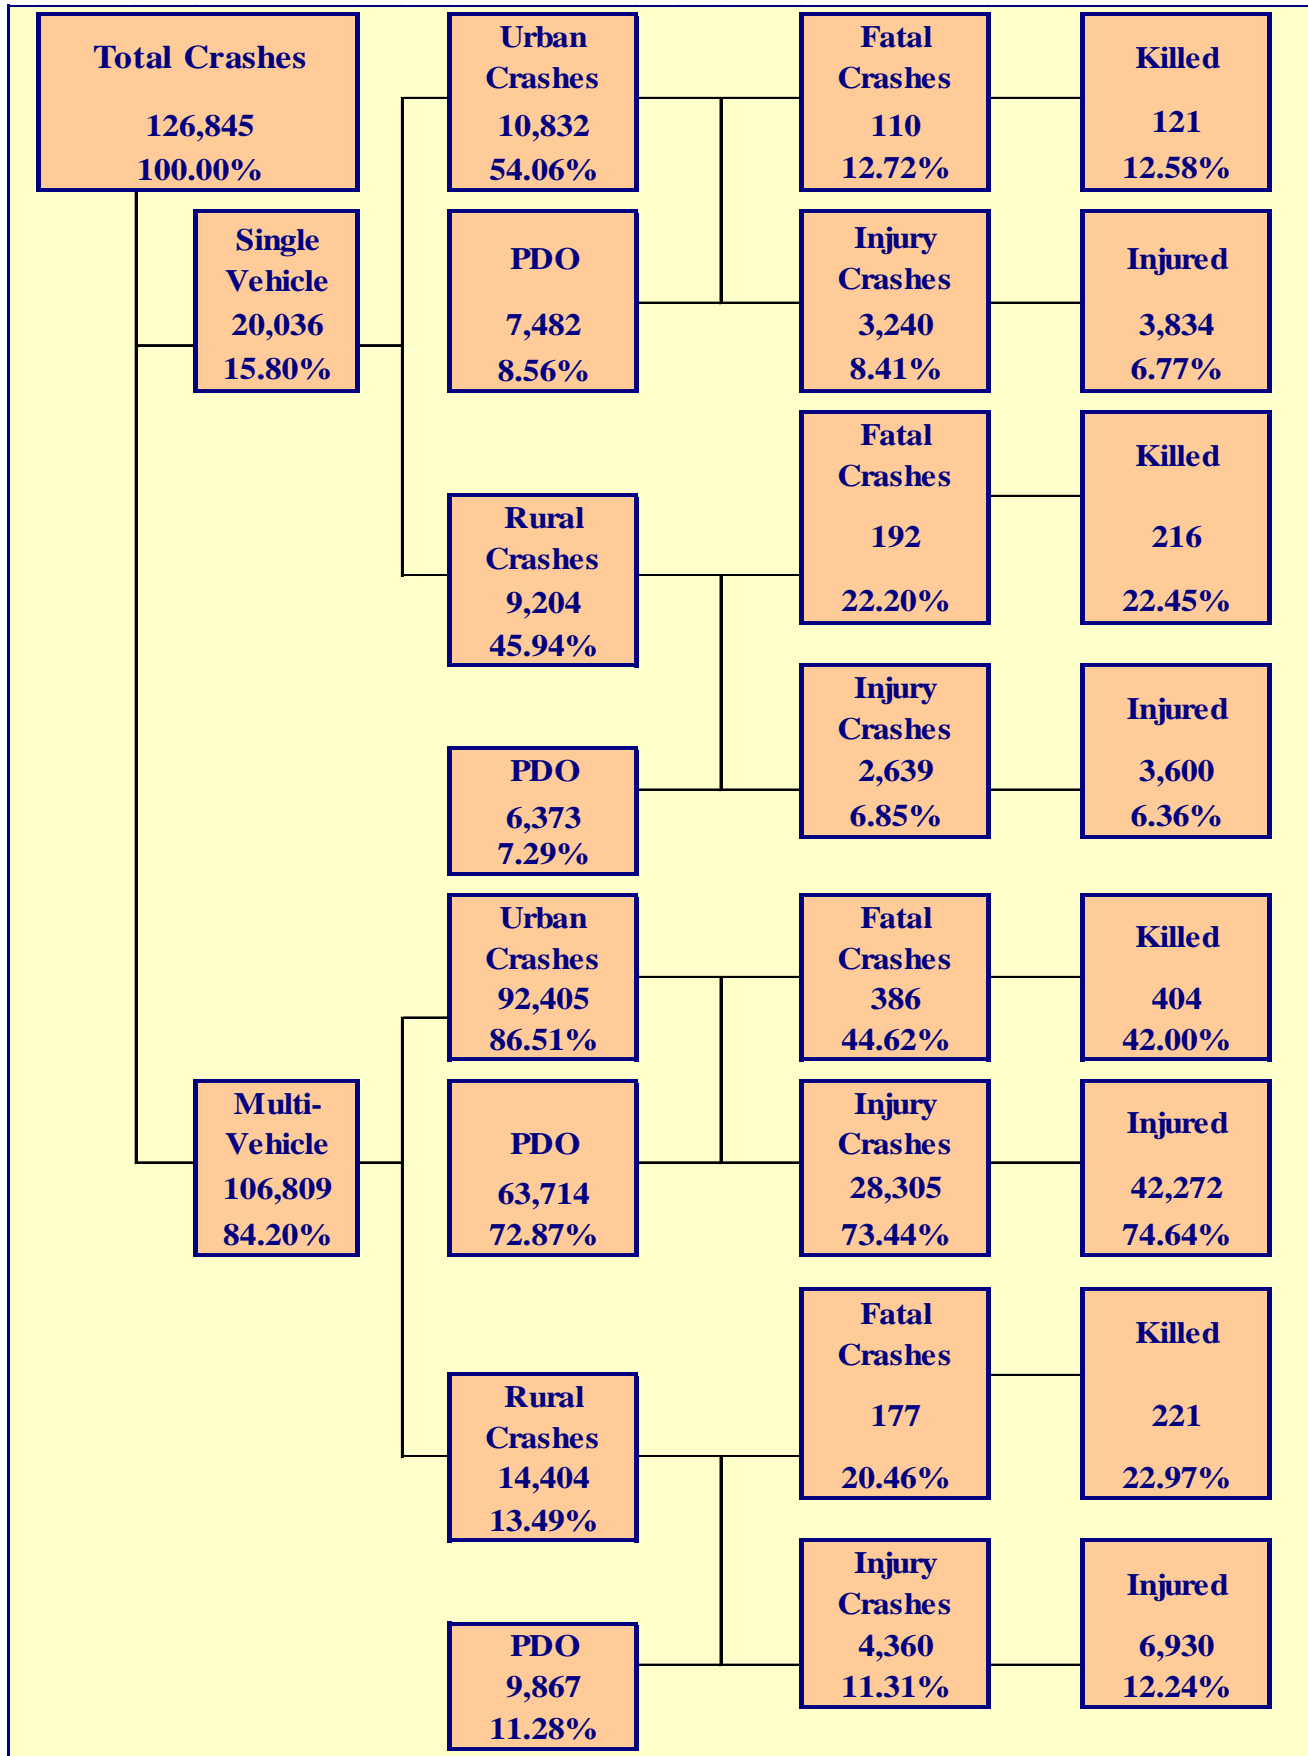 Total Crashes
126,845
100.00%
Single
Vehicle
20,036
15.80%
Urban
Crashes
10,832
54.06%
Fatal
Crashes
110
12.72%
Killed
121
12.58%
PDO
7,482
8.56%
Injury
Crashes
3,240
8.41%
Injured
3,834
6.77%
Rural
Crashes
9,204
45.94%
Fatal
Crashes
192
22.20%
Killed
216
22.45%
PDO
6,373
7.29%
Injury
Crashes
2,639
6.85%
Injured
3,600
6.36%
Multi-
Vehicle
106,809
84.20%
Urban
Crashes
92,405
86.51%
Fatal
Crashes
386
44.62%
Killed
404
42.00%
PDO
63,714
72.87%
Injury
Crashes
28,305
73.44%
Injured
42,272
74.64%
Rural
Crashes
14,404
13.49%
Fatal
Crashes
177
20.46%
Killed
221
22.97%
PDO
9,867
11.28%
Injury
Crashes
4,360
11.31%
Injured
6,930
12.24%